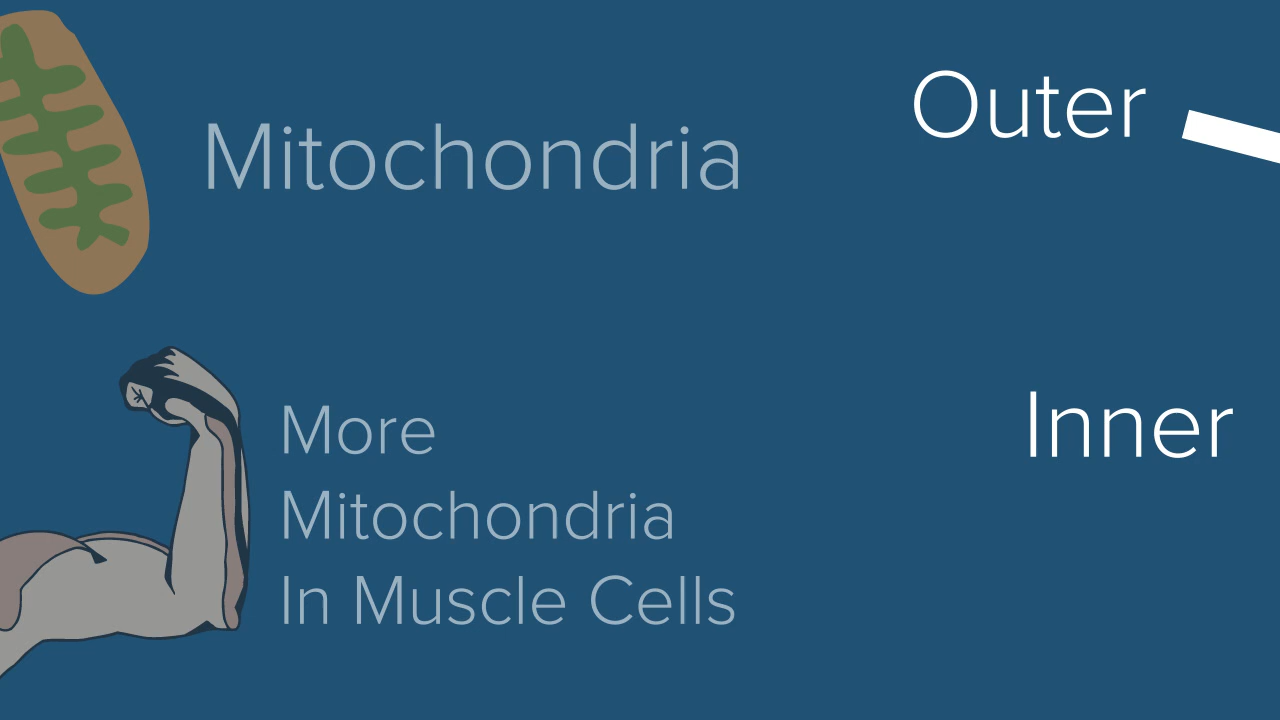 Mitochondria
More
Mitochondria
In Muscle Cells
Outer
Inner